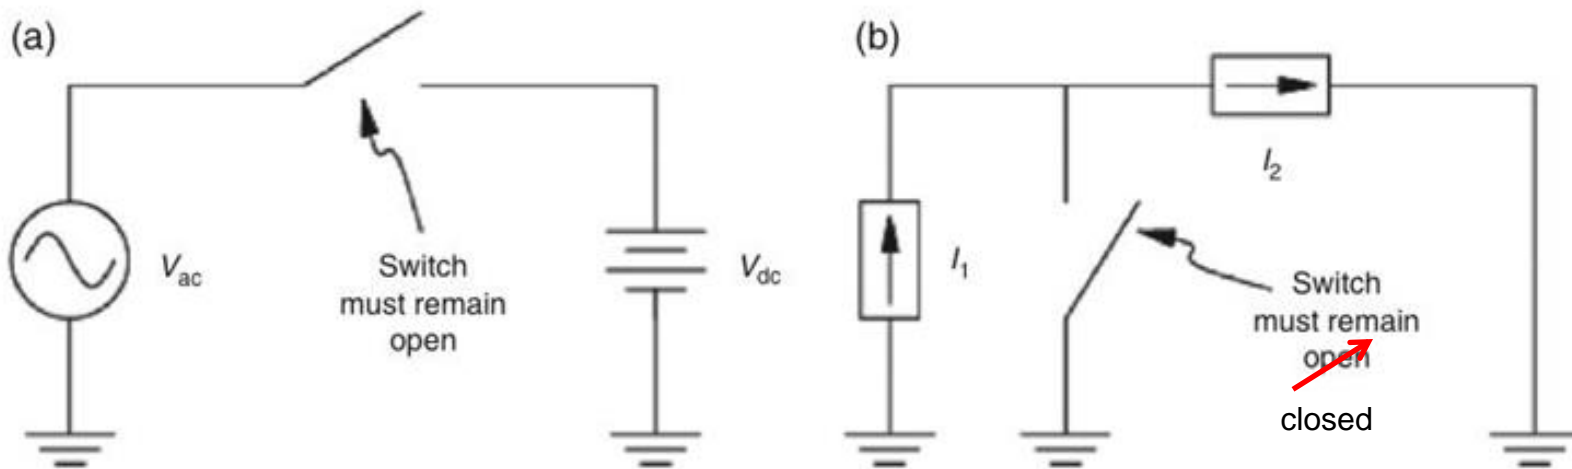 (a)
V_ac
Switch
must remain
open
V_dc
(b)
I_1
I_2
Switch
must remain
open
closed